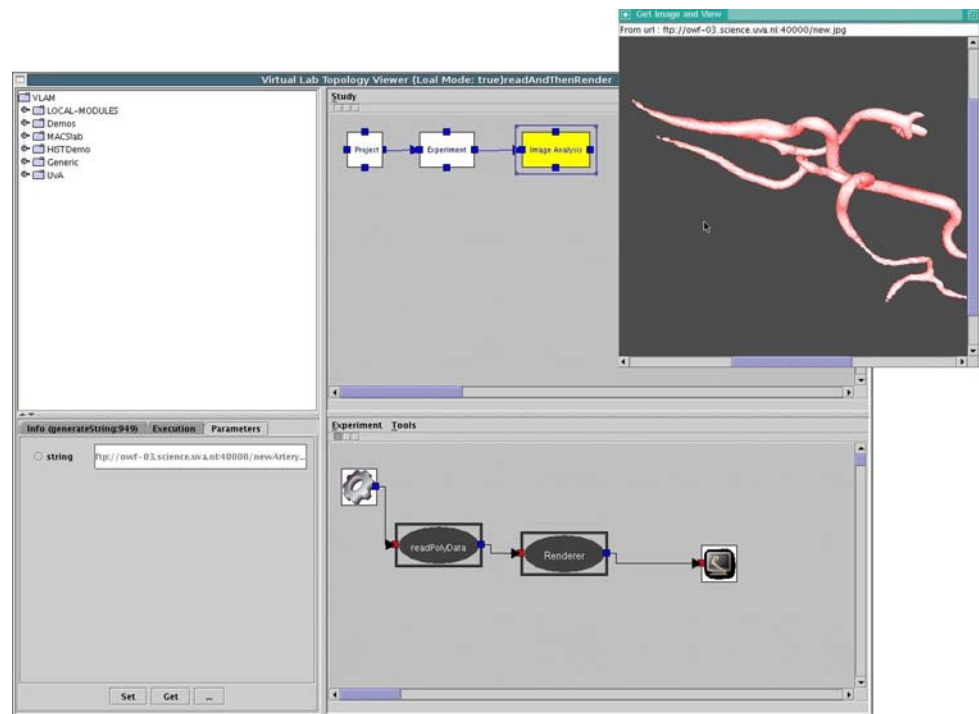 Get Image and View
From url : ftp://owf-03.science.uva.nl:40000/new.jpg
Virtual Lab Topology Viewer (Loal Mode: true)readAndThenRender
VLAM
LOCAL-MODULES
Demos
MACSlab
HISTDemo
Generic
UvA
Study
Project
Experiment
Image Analysis
Info (generateString:949) Execution Parameters
string
ftp://owf-03.science.uva.nl:40000/newArtery...
Set Get ...
Experiment Tools
readPolyData
Renderer